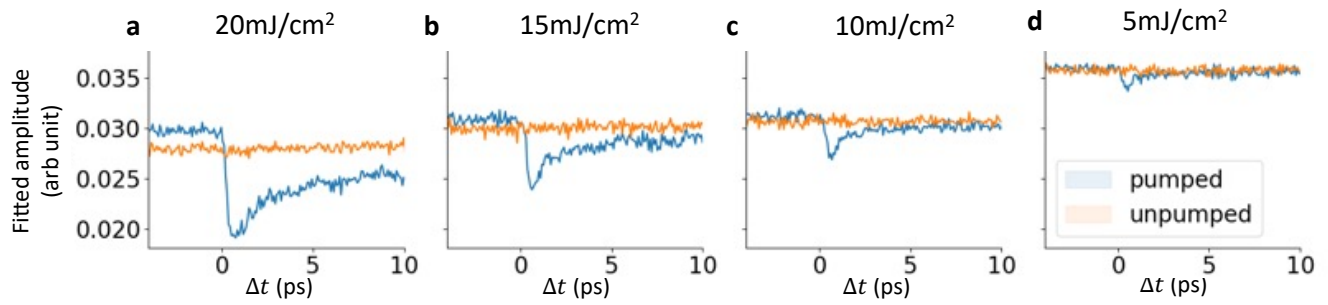 a 20mJ/cm² b 15mJ/cm² c 10mJ/cm² d 5mJ/cm²
Fitted amplitude
(arb unit)
0.035
0.030
0.025
0.020
pumped
unpumped
0 5 10 0 5 10 0 5 10 0 5 10
Δt (ps) Δt (ps) Δt (ps) Δt (ps)